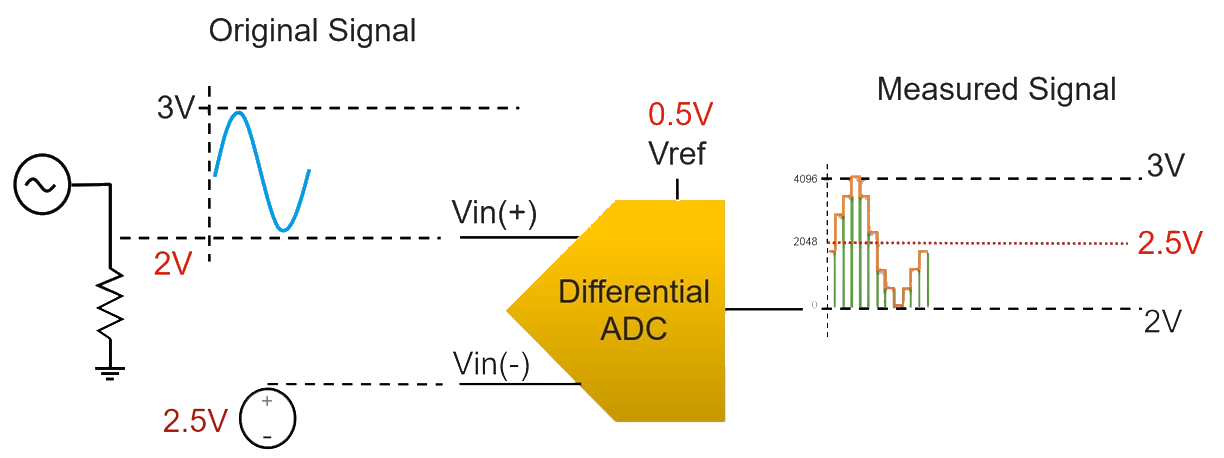 Original Signal
Measured Signal
3V
0.5V
Vref
3V
4096
Vin(+)
2048
2.5V
2V
Differential
ADC
0
2V
Vin(-)
2.5V
+
-